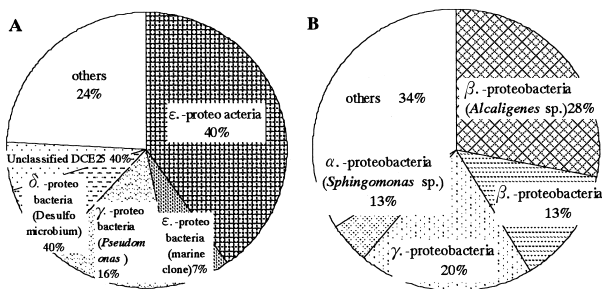 A
others
24%
ε.-proteo acteria
40%
Unclassified DCE25 40%
δ.-proteo
bacteria
(Desulfo
microbium)
40%
γ.-proteo
bacteria
(Pseudom
onas )
16%
ε.-proteo
bacteria
(marine
clone)7%
B
others 34%
β.-proteobacteria
(Alcaligenes sp.)28%
α.-proteobacteria
(Sphingomonas sp.)
13%
β.-proteobacteria
13%
γ.-proteobacteria
20%